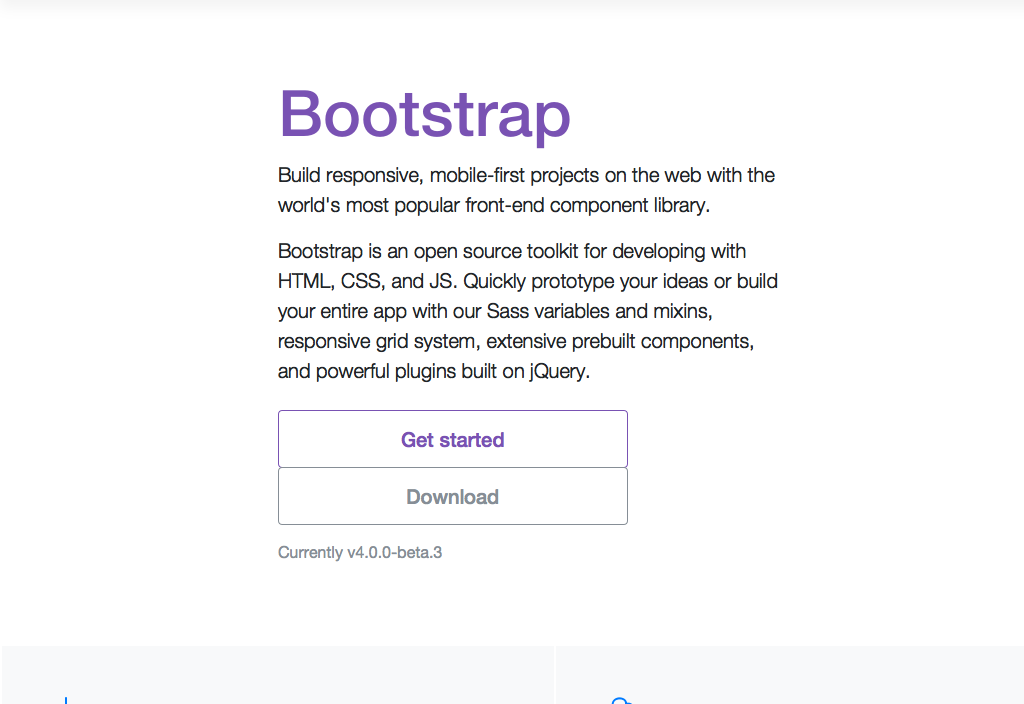 Bootstrap
Build responsive, mobile-first projects on the web with the
world's most popular front-end component library.
Bootstrap is an open source toolkit for developing with
HTML, CSS, and JS. Quickly prototype your ideas or build
your entire app with our Sass variables and mixins,
responsive grid system, extensive prebuilt components,
and powerful plugins built on jQuery.
Get started
Download
Currently v4.0.0-beta.3